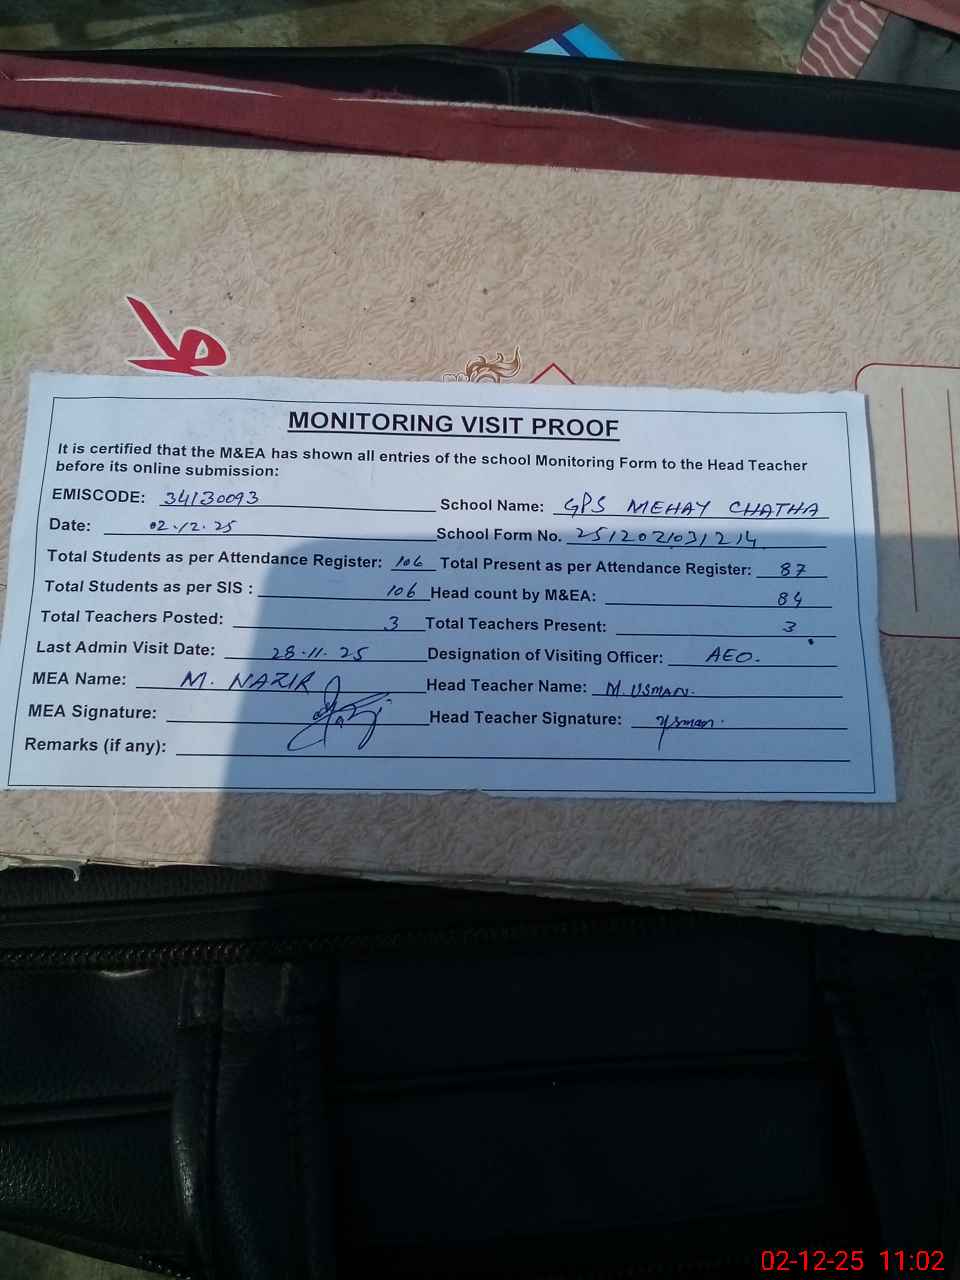 MONITORING VISIT PROOF
It is certified that the M&EA has shown all entries of the school Monitoring Form to the Head Teacher
before its online submission:
EMISCODE: 34130093 School Name: GPS MEHAY CHATHA
Date: 02.12.25 School Form No. 2512021031214
Total Students as per Attendance Register: 106 Total Present as per Attendance Register: 87
Total Students as per SIS : 106 Head count by M&EA: 84
Total Teachers Posted: 3 Total Teachers Present: 3
Last Admin Visit Date: 28.11.25 Designation of Visiting Officer: AEO.
MEA Name: M. NAZIR Head Teacher Name: M. USMAN.
MEA Signature: Head Teacher Signature: Usman.
Remarks (if any):
02-12-25 11:02